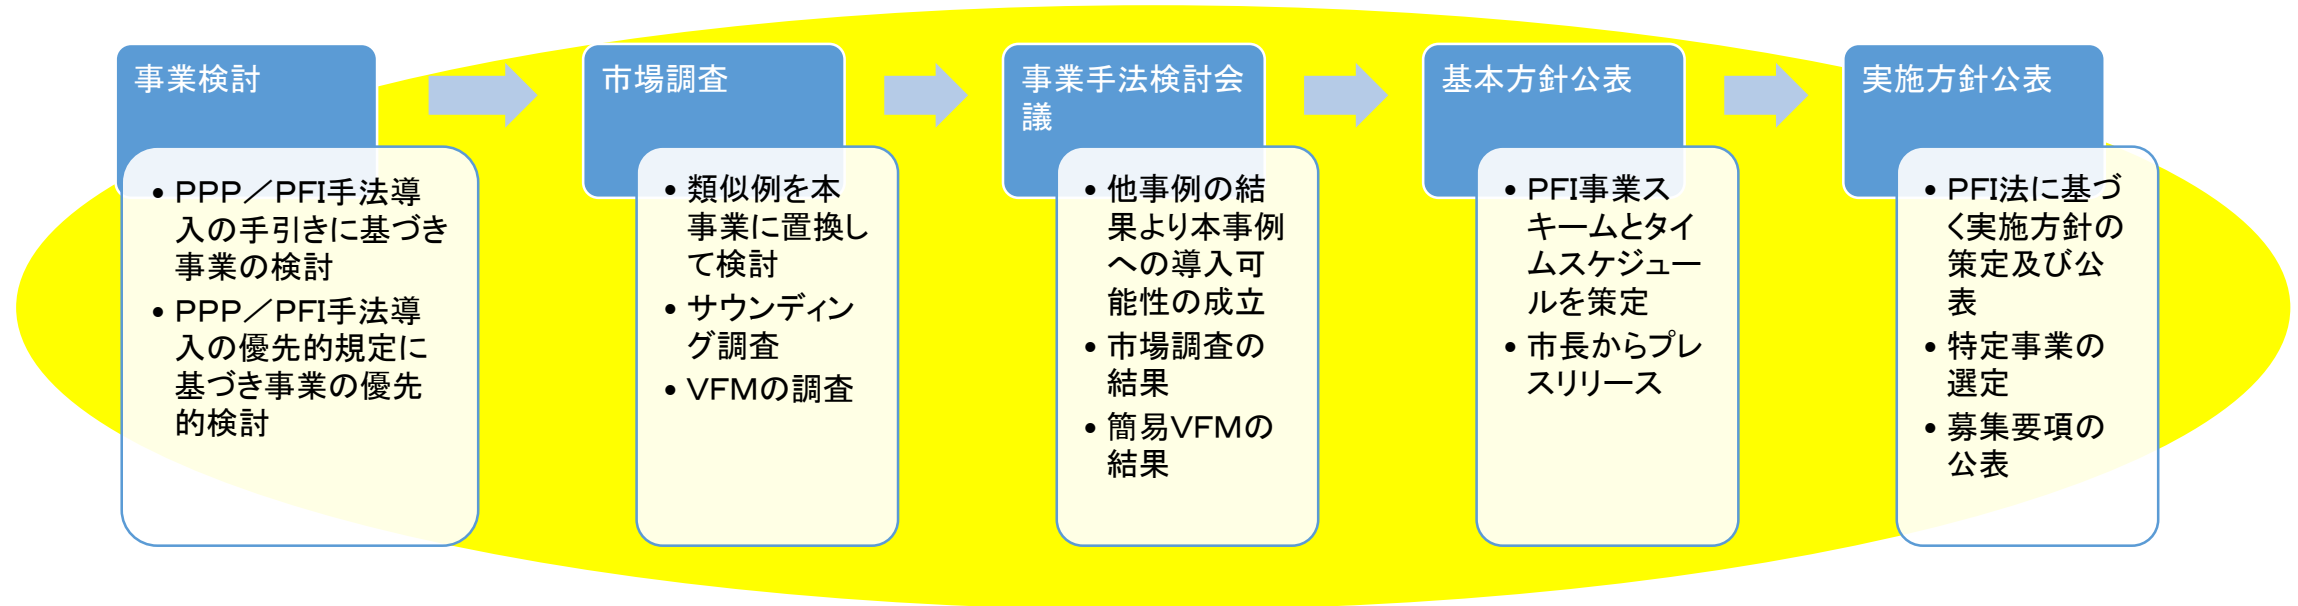 事業検討
• PPP／PFI手法導
入の手引きに基づき
事業の検討
• PPP／PFI手法導
入の優先的規定に
基づき事業の優先
的検討
市場調査
• 類似例を本
事業に置換し
て検討
• サウンディン
グ調査
• VFMの調査
事業手法検討会
議
• 他事例の結
果より本事例
への導入可
能性の成立
• 市場調査の
結果
• 簡易VFMの
結果
基本方針公表
• PFI事業ス
キームとタイ
ムスケジュー
ルを策定
• 市長からプレ
スリリース
実施方針公表
• PFI法に基づ
く実施方針の
策定及び公
表
• 特定事業の
選定
• 募集要項の
公表